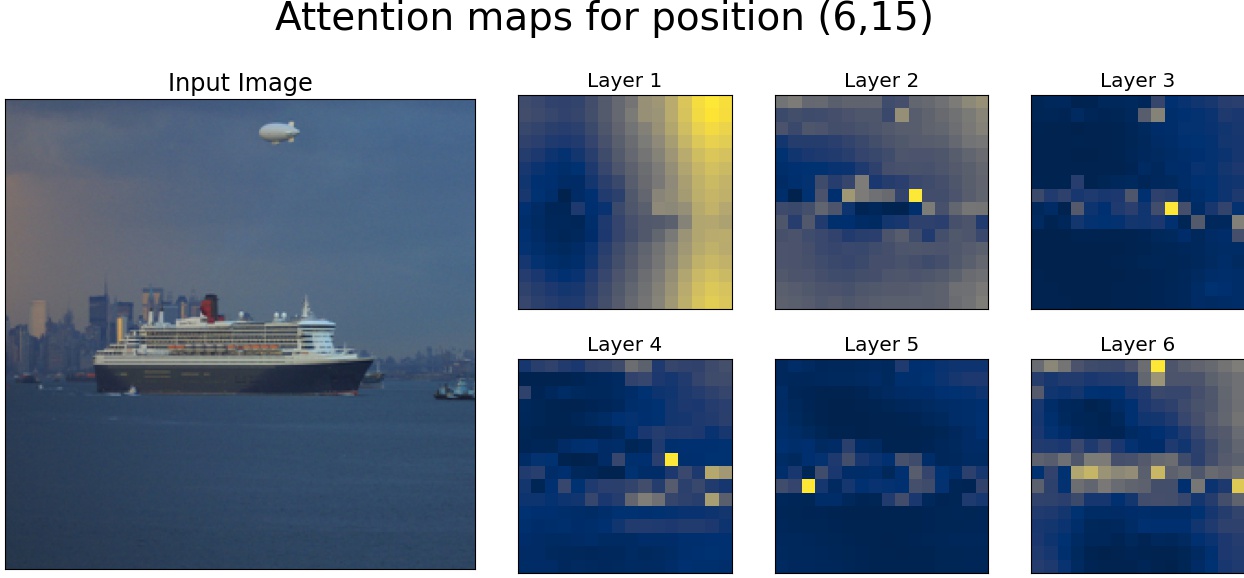 Attention maps for position (6,15)
Input Image
Layer 1
Layer 2
Layer 3
Layer 4
Layer 5
Layer 6